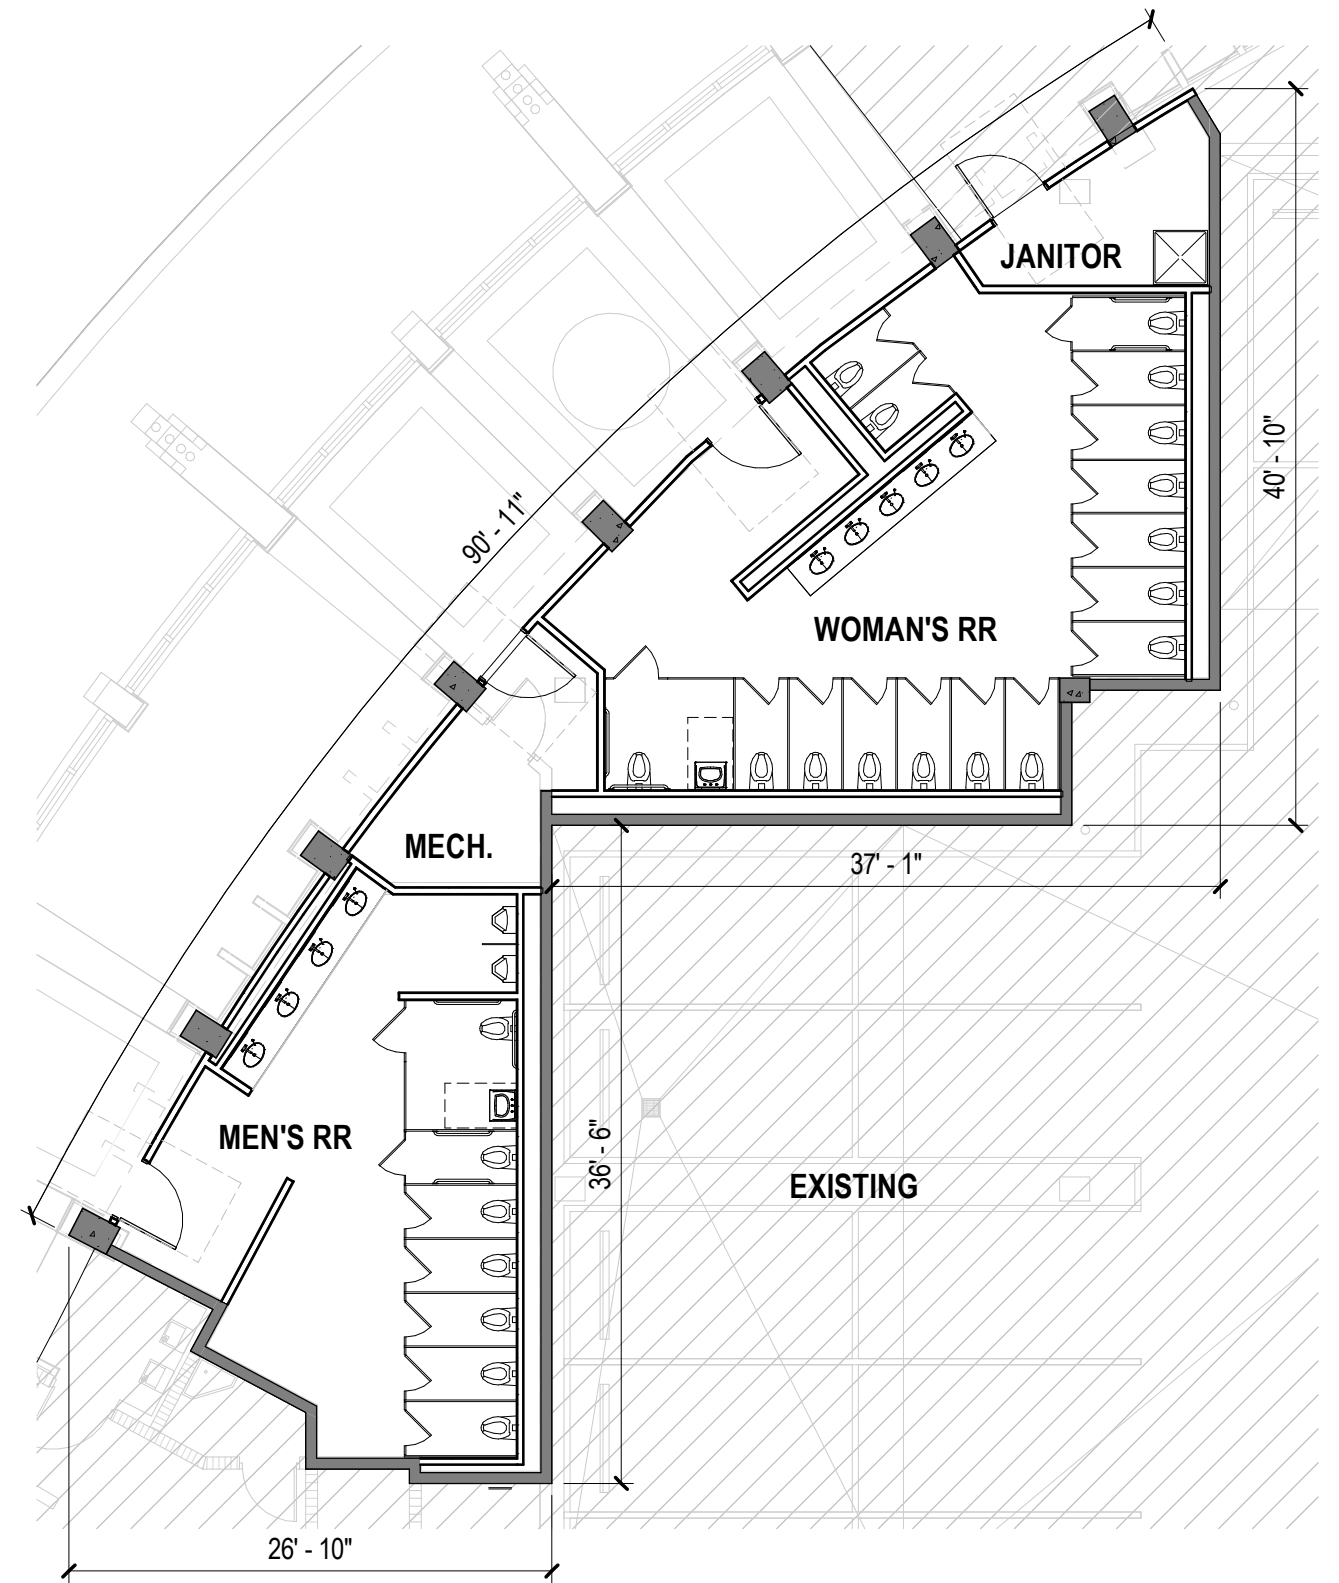 JANITOR
40' - 10"
90' - 11"
WOMAN'S RR
MECH.
37' - 1"
MEN'S RR
36' - 6"
EXISTING
26' - 10"